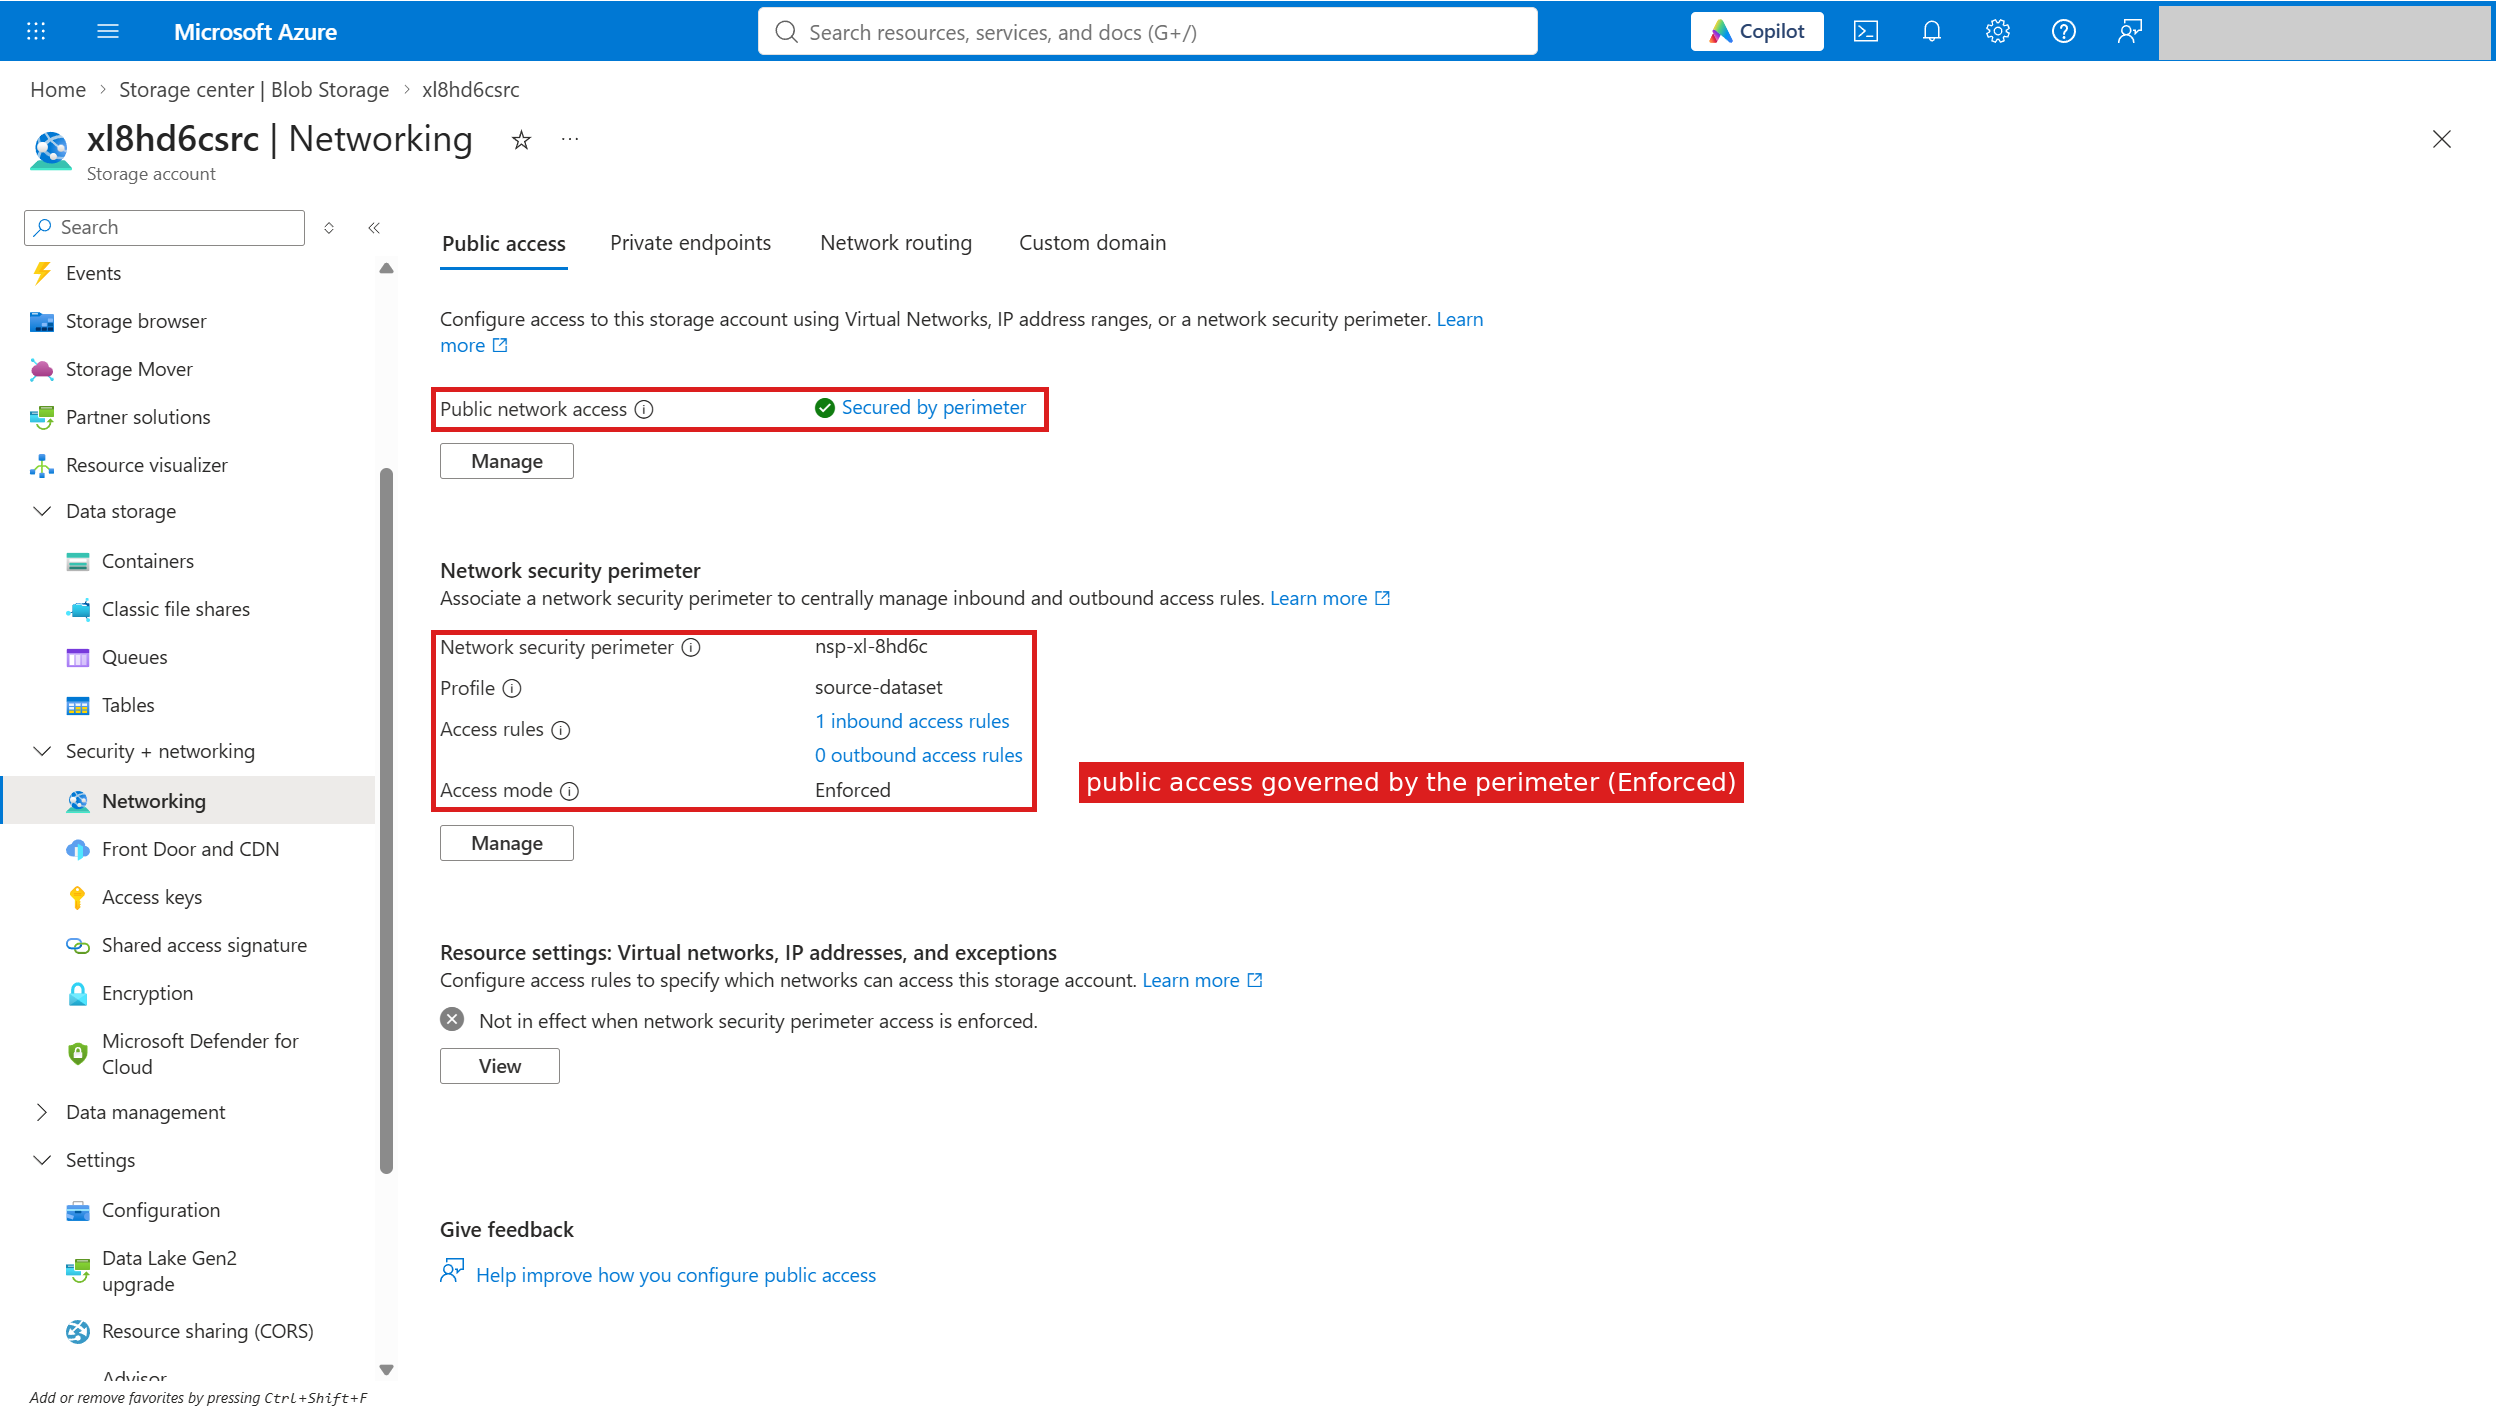 Microsoft Azure
Search resources, services, and docs (G+/)
Copilot
Home > Storage center | Blob Storage > xl8hd6csrc
xl8hd6csrc | Networking
Storage account
Search
Events
Storage browser
Storage Mover
Partner solutions
Resource visualizer
Data storage
Containers
Classic file shares
Queues
Tables
Security + networking
Networking
Front Door and CDN
Access keys
Shared access signature
Encryption
Microsoft Defender for
Cloud
Data management
Settings
Configuration
Data Lake Gen2
upgrade
Resource sharing (CORS)
Advisor
Add or remove favorites by pressing Ctrl+Shift+F
Public access
Private endpoints
Network routing
Custom domain
Configure access to this storage account using Virtual Networks, IP address ranges, or a network security perimeter. Learn
more
Public network access
Secured by perimeter
Manage
Network security perimeter
Associate a network security perimeter to centrally manage inbound and outbound access rules. Learn more
Network security perimeter
nsp-xl-8hd6c
Profile
source-dataset
Access rules
1 inbound access rules
0 outbound access rules
Access mode
Enforced
public access governed by the perimeter (Enforced)
Manage
Resource settings: Virtual networks, IP addresses, and exceptions
Configure access rules to specify which networks can access this storage account. Learn more
Not in effect when network security perimeter access is enforced.
View
Give feedback
Help improve how you configure public access